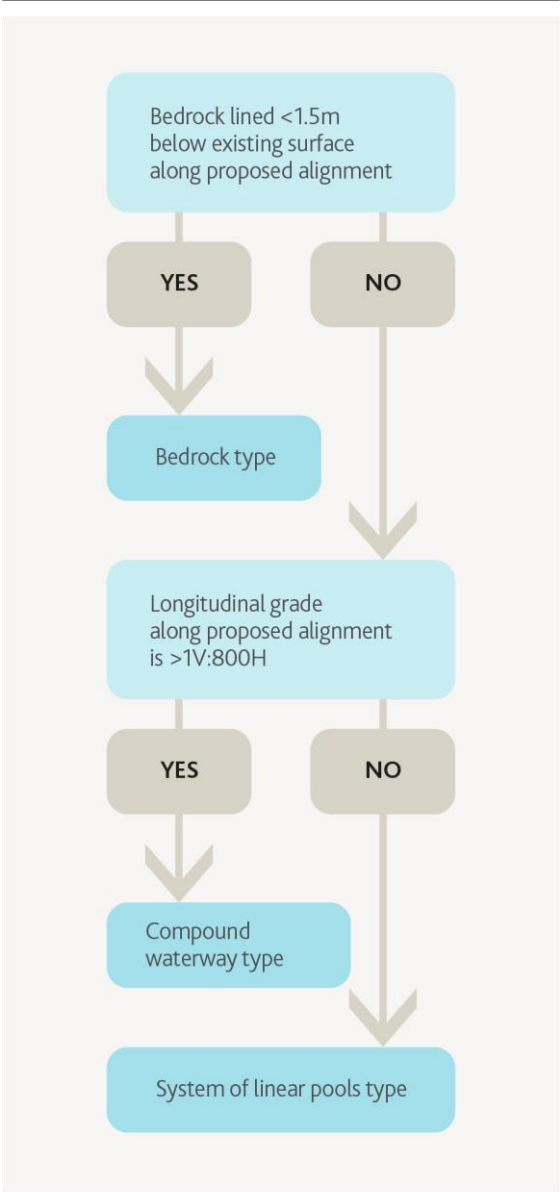 Bedrock lined <1.5m
below existing surface
along proposed alignment
YES
NO
Bedrock type
Longitudinal grade
along proposed alignment
is >1V:800H
YES
NO
Compound
waterway type
System of linear pools type